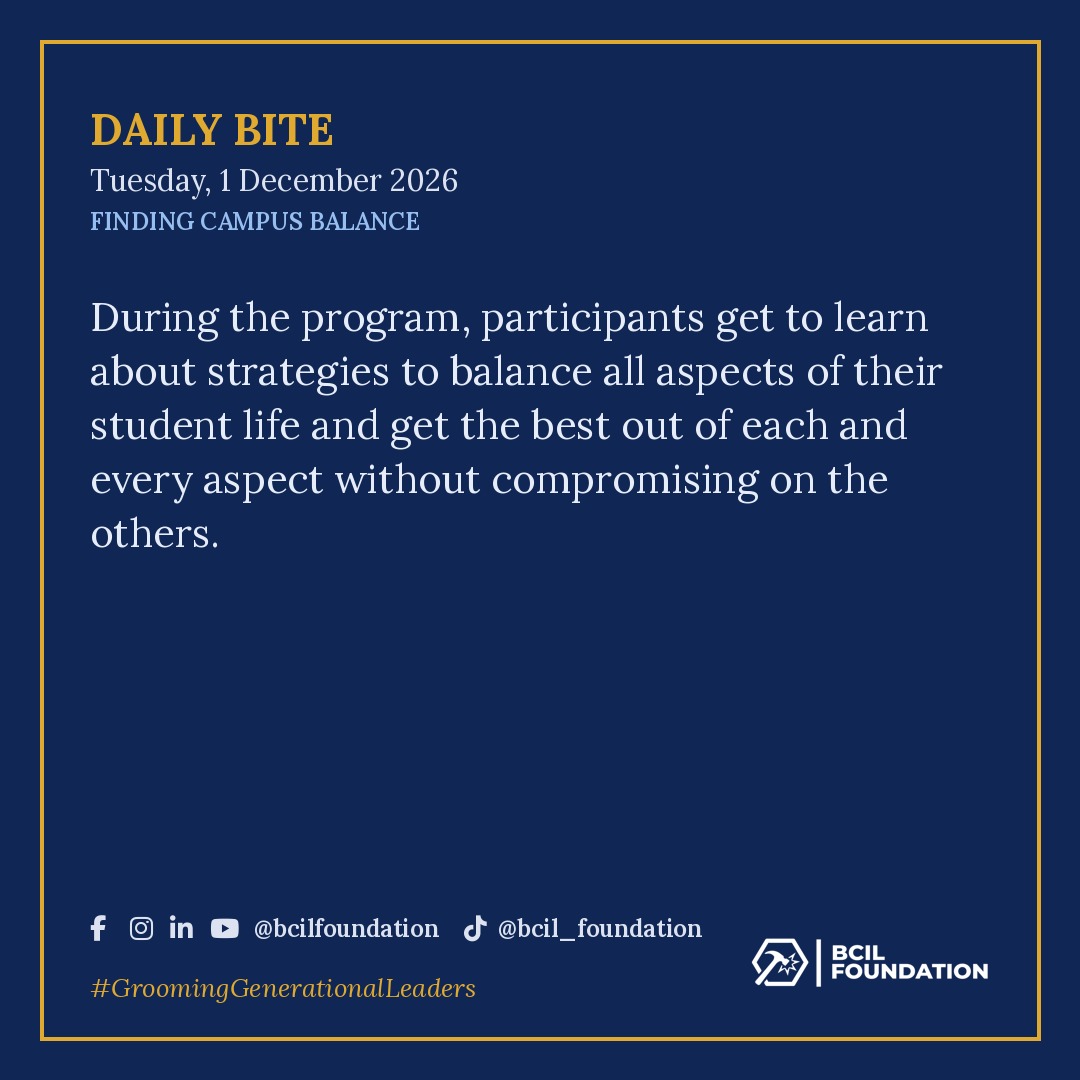 DAILY BITE
Tuesday, 1 December 2026
FINDING CAMPUS BALANCE
During the program, participants get to learn
about strategies to balance all aspects of their
student life and get the best out of each and
every aspect without compromising on the
others.
@bcilfoundation @bcil_foundation
#GroomingGenerationalLeaders
BCIL
FOUNDATION